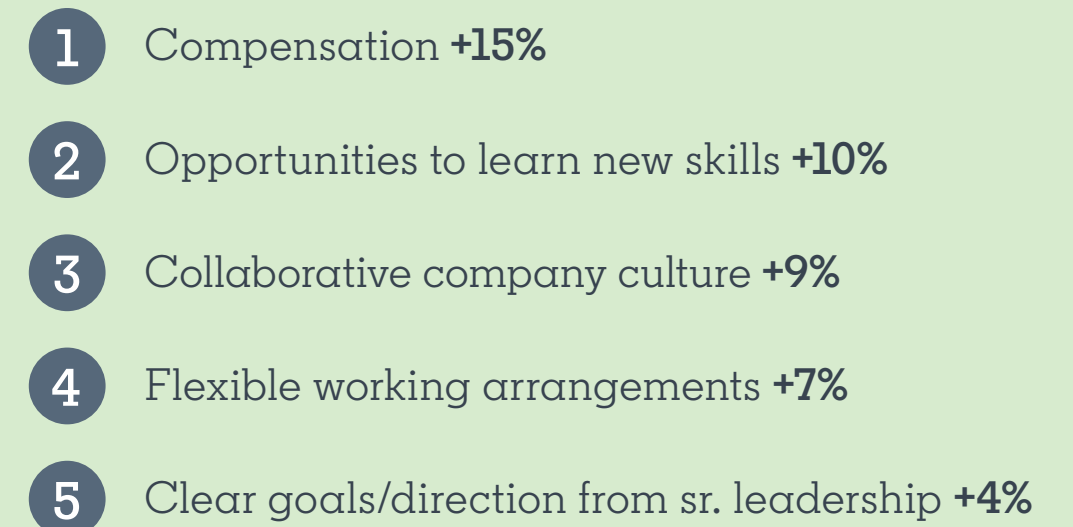 1 Compensation +15%
2 Opportunities to learn new skills +10%
3 Collaborative company culture +9%
4 Flexible working arrangements +7%
5 Clear goals/direction from sr. leadership +4%